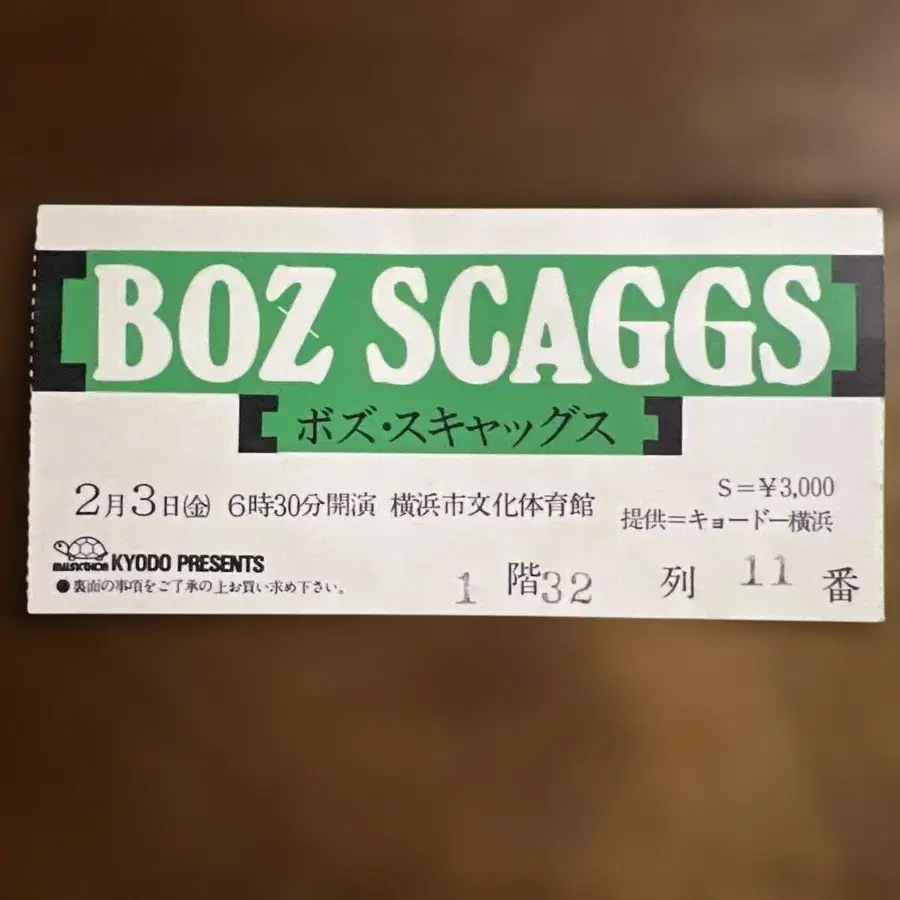 BOZ SCAGGS
ボズ・スキャッグス
2月3日(金) 6時30分開演 横浜市文化体育館
S=¥3,000
提供=キョードー横浜
KYODO PRESENTS
●裏面の事項をご了承の上お買い求め下さい。
1階32列11番